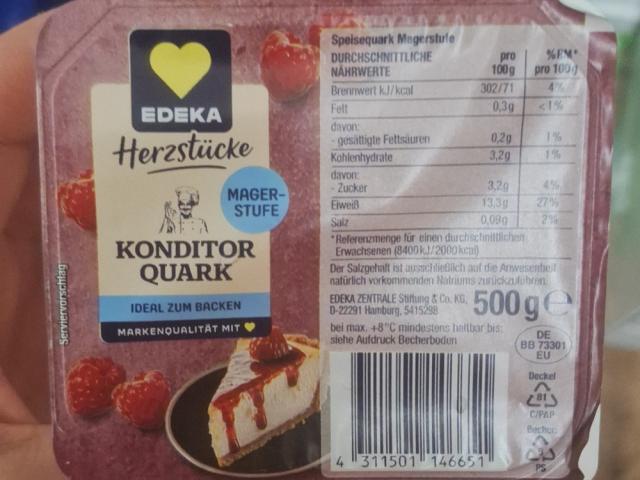 EDEKA
Herzstücke
MAGER-
STUFE
KONDITOR
QUARK
IDEAL ZUM BACKEN
MARKENQUALITÄT MIT
Serviervorschlag
Speisequark Magerstufe
DURCHSCHNITTLICHE NÄHRWERTE pro 100g %RM* pro 100g
Brennwert kJ/kcal 302/71 4%
Fett 0,3g <1%
davon:
- gesättigte Fettsäuren 0,2g 1%
Kohlenhydrate 3,2g 1%
davon:
- Zucker 3,2g 4%
Eiweiß 13,3g 27%
Salz 0,09g 2%
*Referenzmenge für einen durchschnittlichen
Erwachsenen (8400kJ/2000kcal)
Der Salzgehalt ist ausschließlich auf die Anwesenheit
natürlich vorkommenden Natriums zurückzuführen.
EDEKA ZENTRALE Stiftung & Co. KG,
D-22291 Hamburg, 5415298
500g e
bei max. +8°C mindestens haltbar bis:
siehe Aufdruck Becherboden
DE
BB 73301
EU
Deckel
81
C/PAP
Becher
PS
4 311501 146651